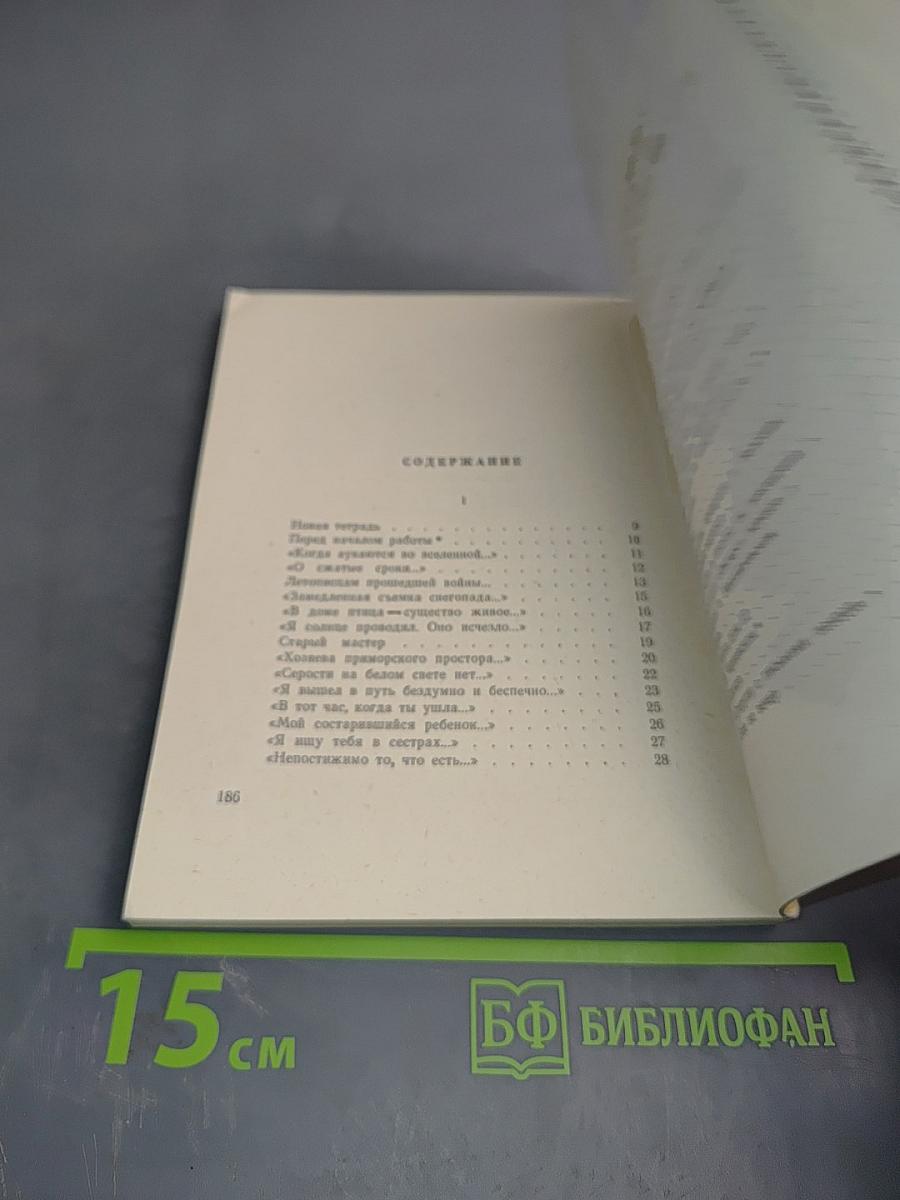 СОДЕРЖАНИЕ
1
Новая тетрадь . . . . . . . . . . . . . 9
Перед началом работы * . . . . . . . . . . 10
«Когда аукаются во вселенной...» . . . . . . . 11
«О сжатые сроки...» . . . . . . . . . . . 12
Летописцам прошедшей войны... . . . . . . . . 13
«Замедленная съемка снегопада...» . . . . . . . 15
«В доме птица — существо живое...» . . . . . . 16
«Я солнце проводил. Оно исчезло...» . . . . . . 17
Старый мастер . . . . . . . . . . . . . 19
«Хозяева приморского простора...» . . . . . . . 20
«Серости на белом свете нет...» . . . . . . . . 22
«Я вышел в путь бездумно и беспечно...» . . . . 23
«В тот час, когда ты ушла...» . . . . . . . . 25
«Мой состарившийся ребенок...» . . . . . . . . 26
«Я ищу тебя в сестрах...» . . . . . . . . . 27
«Непостижимо то, что есть...» . . . . . . . . 28
186
15 см
БФ БИБЛИОФАН